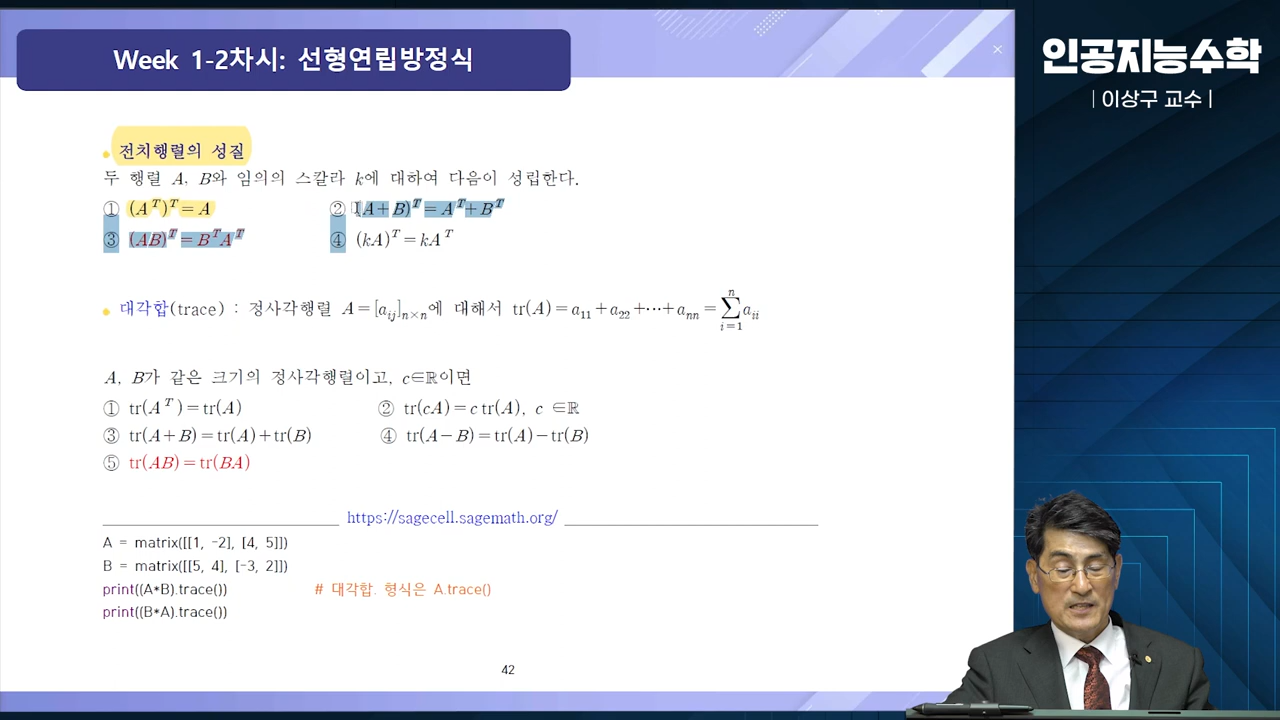 Week 1-2차시: 선형연립방정식
인공지능수학
| 이상구 교수 |
• 전치행렬의 성질
두 행렬 A, B와 임의의 스칼라 k에 대하여 다음이 성립한다.
① (A^T)^T = A ② (A+B)^T = A^T + B^T
③ (AB)^T = B^T A^T ④ (kA)^T = kA^T
• 대각합(trace) : 정사각행렬 A = [a_ij]_n×n에 대해서 tr(A) = a_11 + a_22 + ⋯ + a_nn = ∑_{i=1}^{n} a_ii
A, B가 같은 크기의 정사각행렬이고, c∈ℝ이면
① tr(A^T) = tr(A) ② tr(cA) = c tr(A), c ∈ℝ
③ tr(A+B) = tr(A)+tr(B) ④ tr(A−B) = tr(A)−tr(B)
⑤ tr(AB) = tr(BA)
https://sagecell.sagemath.org/
A = matrix([[1, -2], [4, 5]])
B = matrix([[5, 4], [-3, 2]])
print((A*B).trace()) # 대각합. 형식은 A.trace()
print((B*A).trace())
42